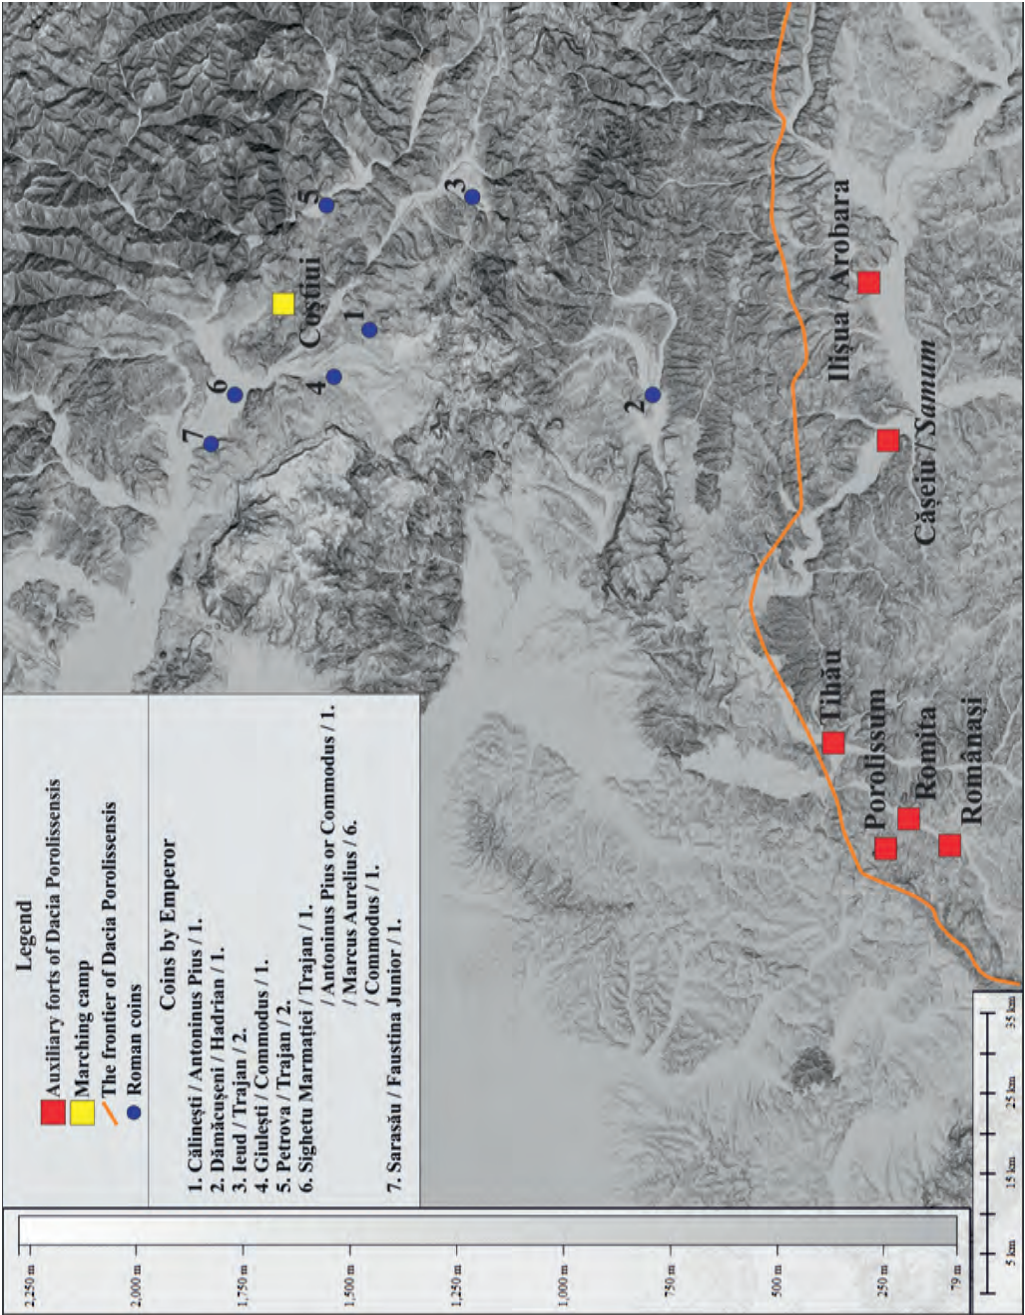 Legend
Auxiliary forts of Dacia Porolissensis
Marching camp
The frontier of Dacia Porolissensis
Roman coins
Coins by Emperor
1. Călinești / Antoninus Pius / 1.
2. Dămăcușeni / Hadrian / 1.
3. Ieud / Trajan / 2.
4. Giulești / Commodus / 1.
5. Petrova / Trajan / 2.
6. Sighetu Marmației / Trajan / 1.
/ Antoninus Pius or Commodus / 1.
/ Marcus Aurelius / 6.
/ Commodus / 1.
7. Sarasău / Faustina Junior / 1.
7
6
5
Coștiui
4
1
3
2
Ilișua / Arobara
Cășeiu / Samum
Tihău
Porolissum
Romita
Românași
2,250 m
2,000 m
1,750 m
1,500 m
1,250 m
1,000 m
750 m
500 m
250 m
79 m
5 km
15 km
25 km
35 km